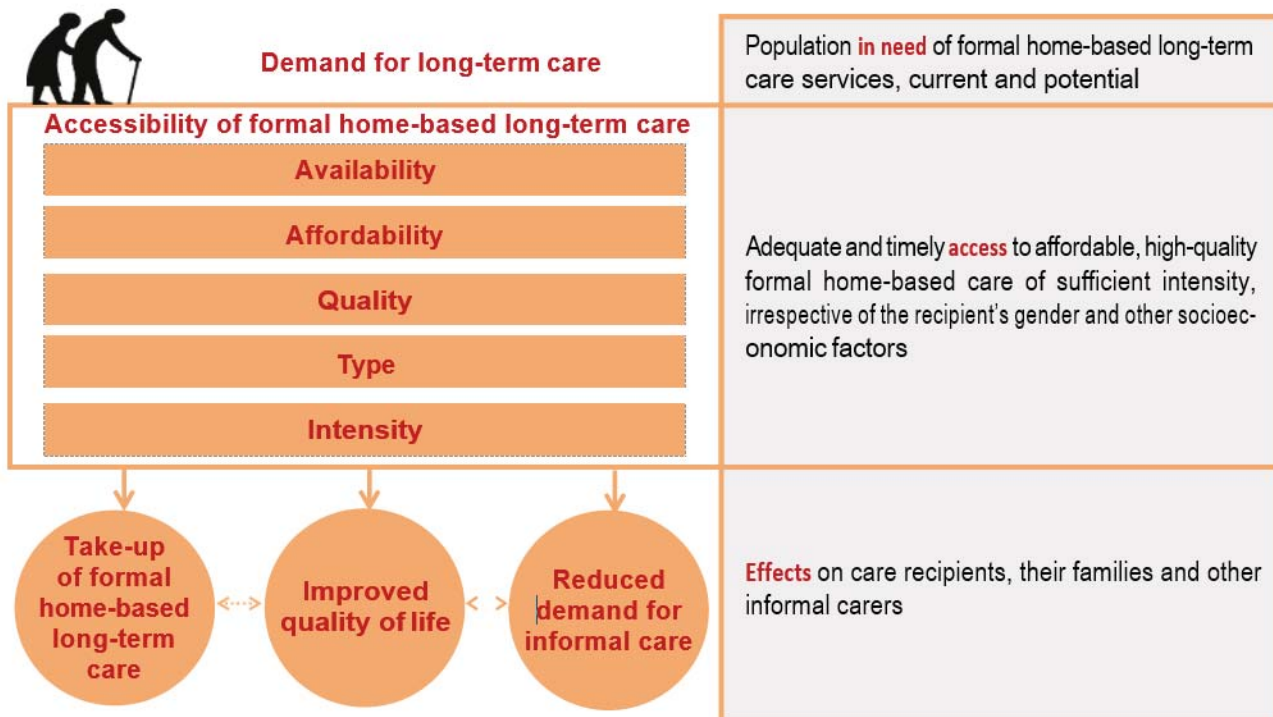 Demand for long-term care
Population in need of formal home-based long-term
care services, current and potential
Accessibility of formal home-based long-term care
Availability
Affordability
Quality
Type
Intensity
Adequate and timely access to affordable, high-quality
formal home-based care of sufficient intensity,
irrespective of the recipient's gender and other socioec-
onomic factors
Take-up
of formal
home-based
long-term
care
Improved
quality of life
Reduced
demand for
informal care
Effects on care recipients, their families and other
informal carers